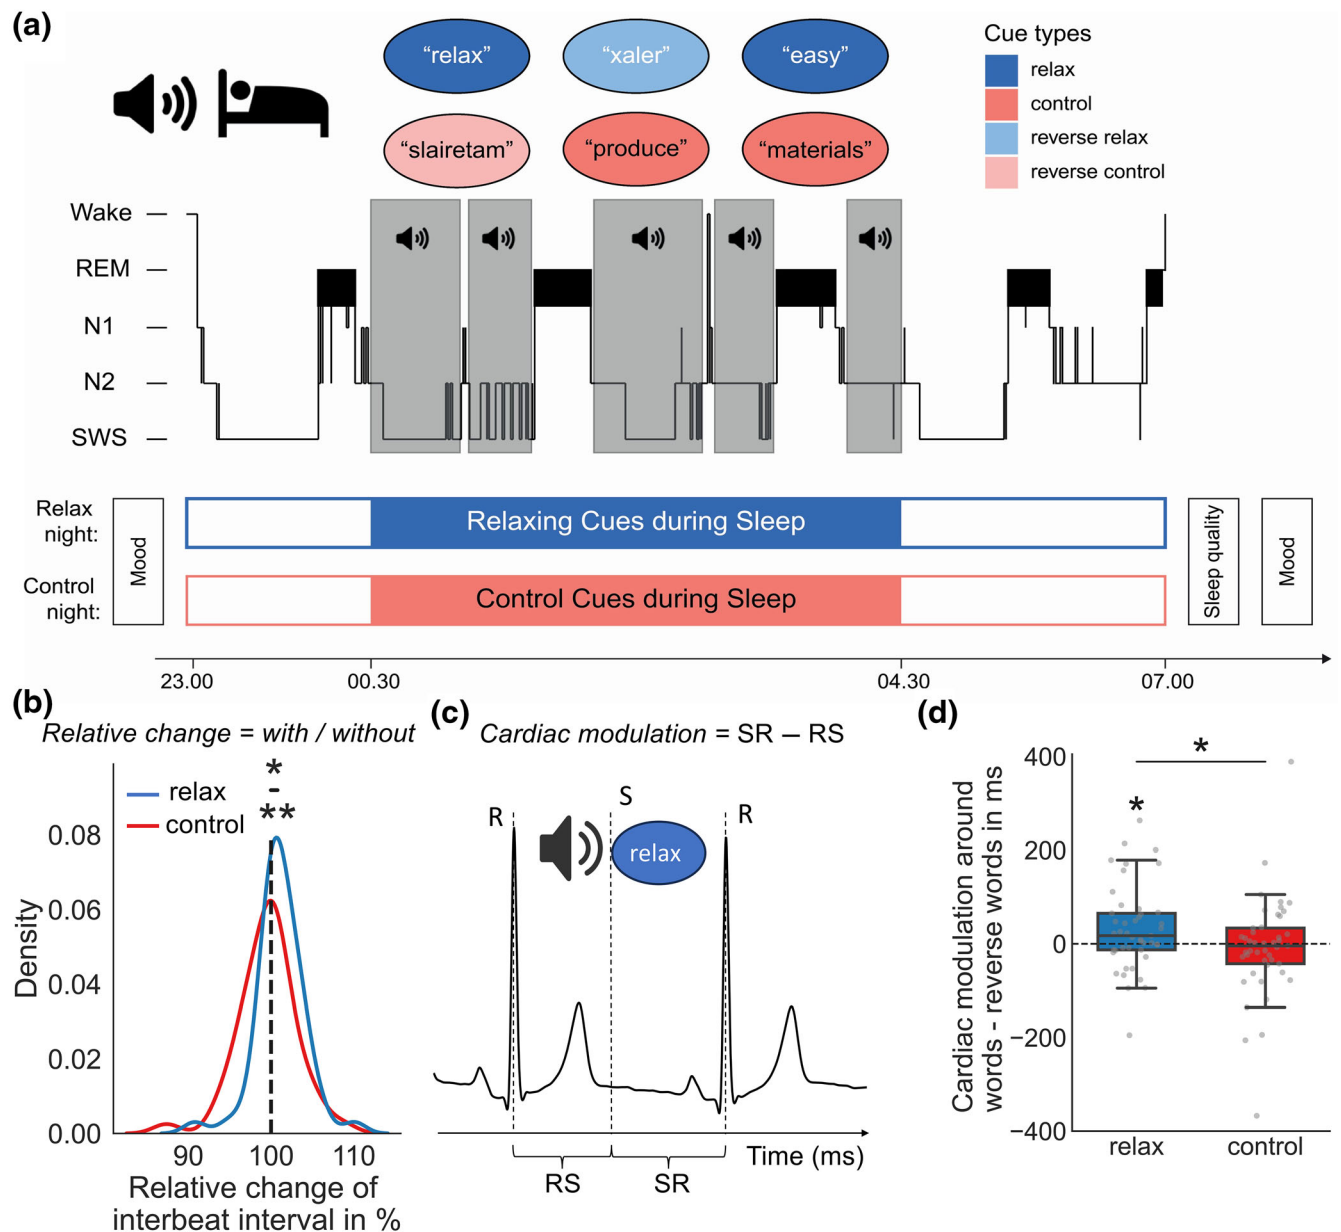 (a)
“relax”
“xaler”
“easy”
“slairetam”
“produce”
“materials”
Cue types
relax
control
reverse relax
reverse control
Wake
REM
N1
N2
SWS
Relax
night:
Control
night:
Mood
Relaxing Cues during Sleep
Control Cues during Sleep
Sleep quality
Mood
23.00
00.30
04.30
07.00
(b)
Relative change = with / without
*
-
**
relax
control
Density
0.08
0.06
0.04
0.02
0.00
90
100
110
Relative change of
interbeat interval in %
(c)
Cardiac modulation = SR – RS
R
S
R
relax
Time (ms)
RS
SR
(d)
Cardiac modulation around
words - reverse words in ms
400
200
0
−200
−400
*
*
relax
control